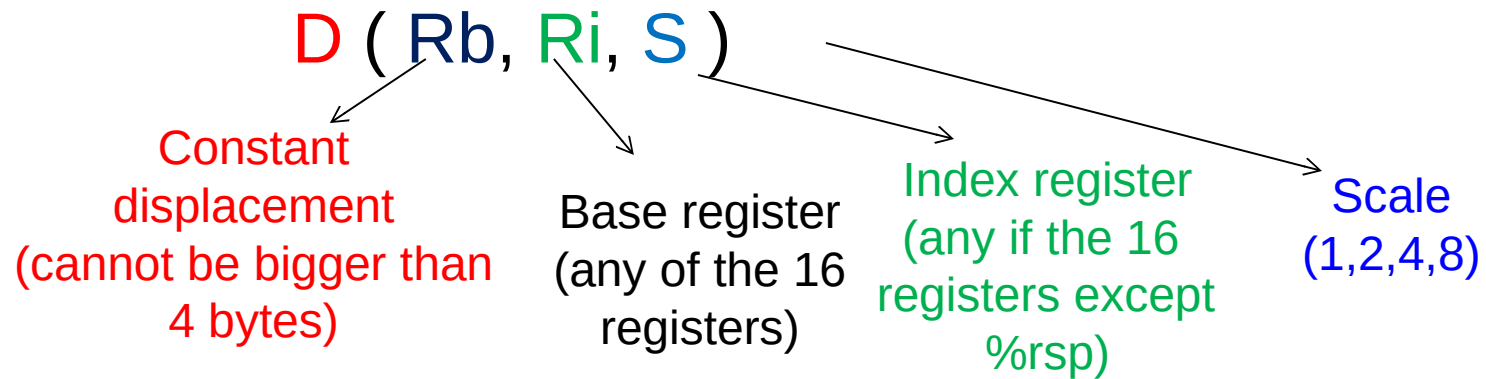 D ( Rb, Ri, S )
Constant
displacement
(cannot be bigger than
4 bytes)
Base register
(any of the 16
registers)
Index register
(any if the 16
registers except
%rsp)
Scale
(1,2,4,8)